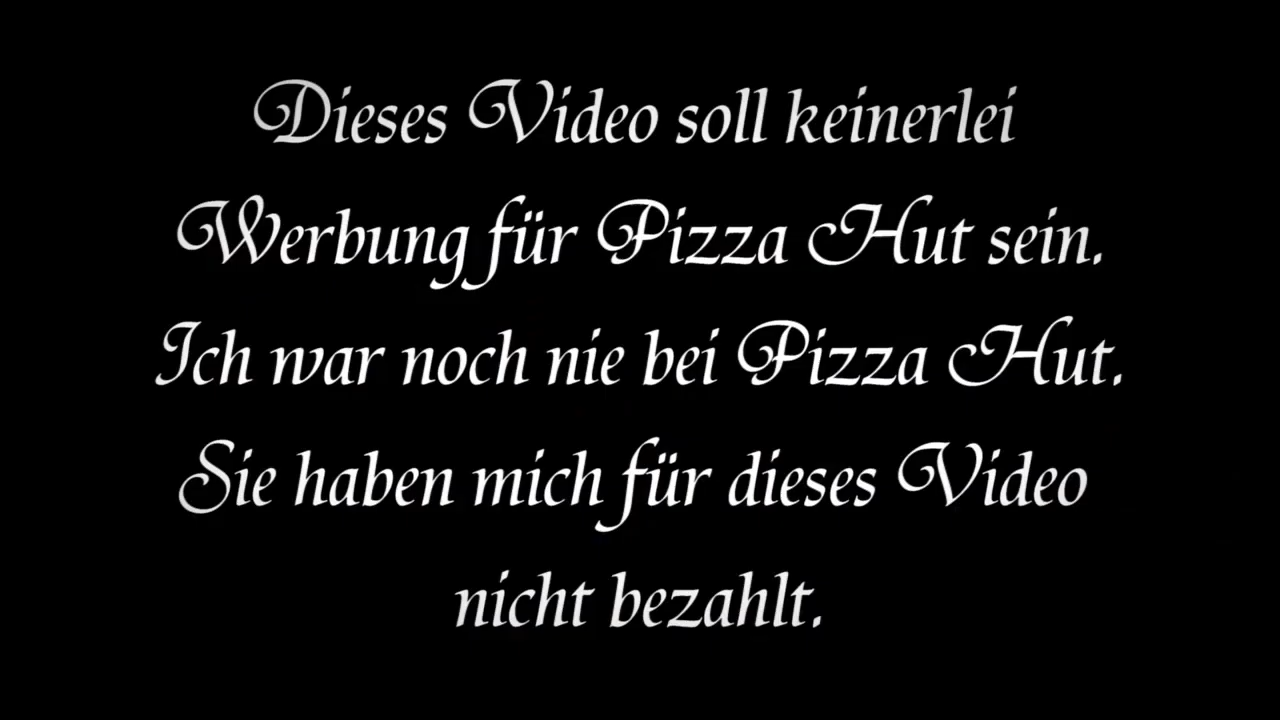 Dieses Video soll keinerlei
Werbung für Pizza Hut sein.
Ich war noch nie bei Pizza Hut.
Sie haben mich für dieses Video
nicht bezahlt.